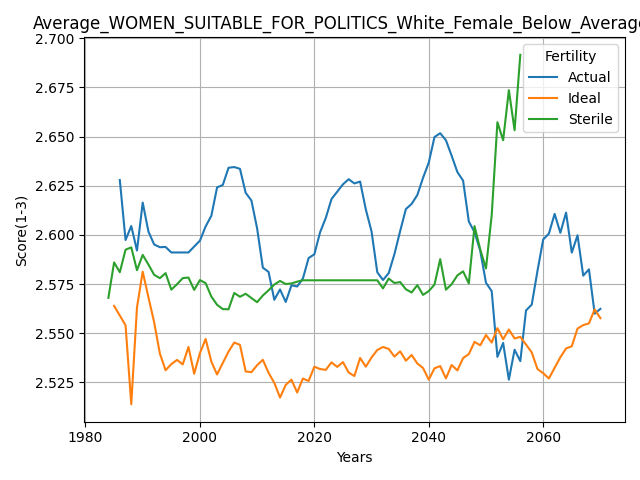 Average_WOMEN_SUITABLE_FOR_POLITICS_White_Female_Below_Average
2.700
2.675
2.650
2.625
2.600
2.575
2.550
2.525
Score(1-3)
Fertility
Actual
Ideal
Sterile
1980
2000
2020
2040
2060
Years